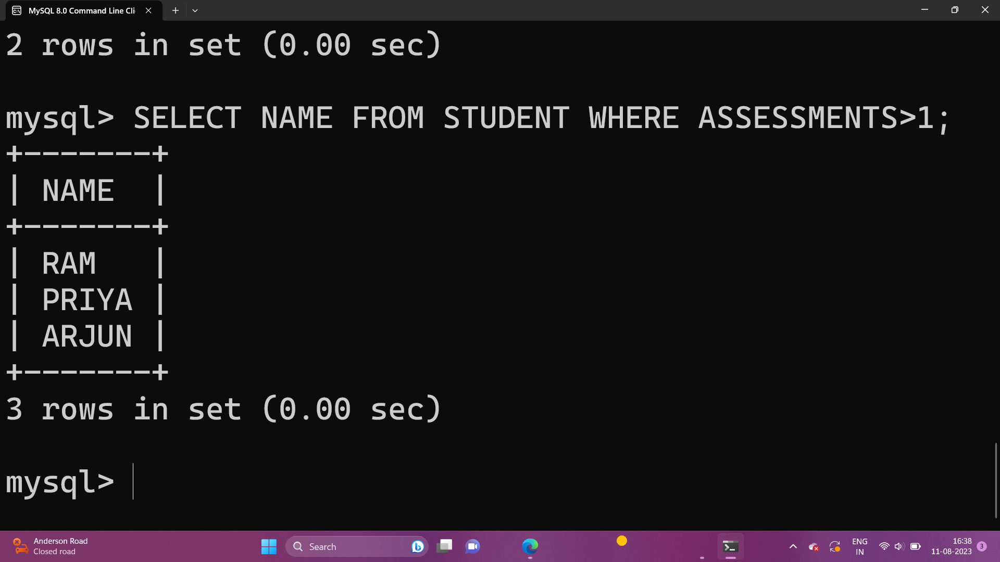 MySQL 8.0 Command Line Cli
2 rows in set (0.00 sec)
mysql> SELECT NAME FROM STUDENT WHERE ASSESSMENTS>1;
+-------+
| NAME  |
+-------+
| RAM   |
| PRIYA |
| ARJUN |
+-------+
3 rows in set (0.00 sec)
mysql>
Anderson Road
Closed road
Search
ENG
IN
16:38
11-08-2023
3